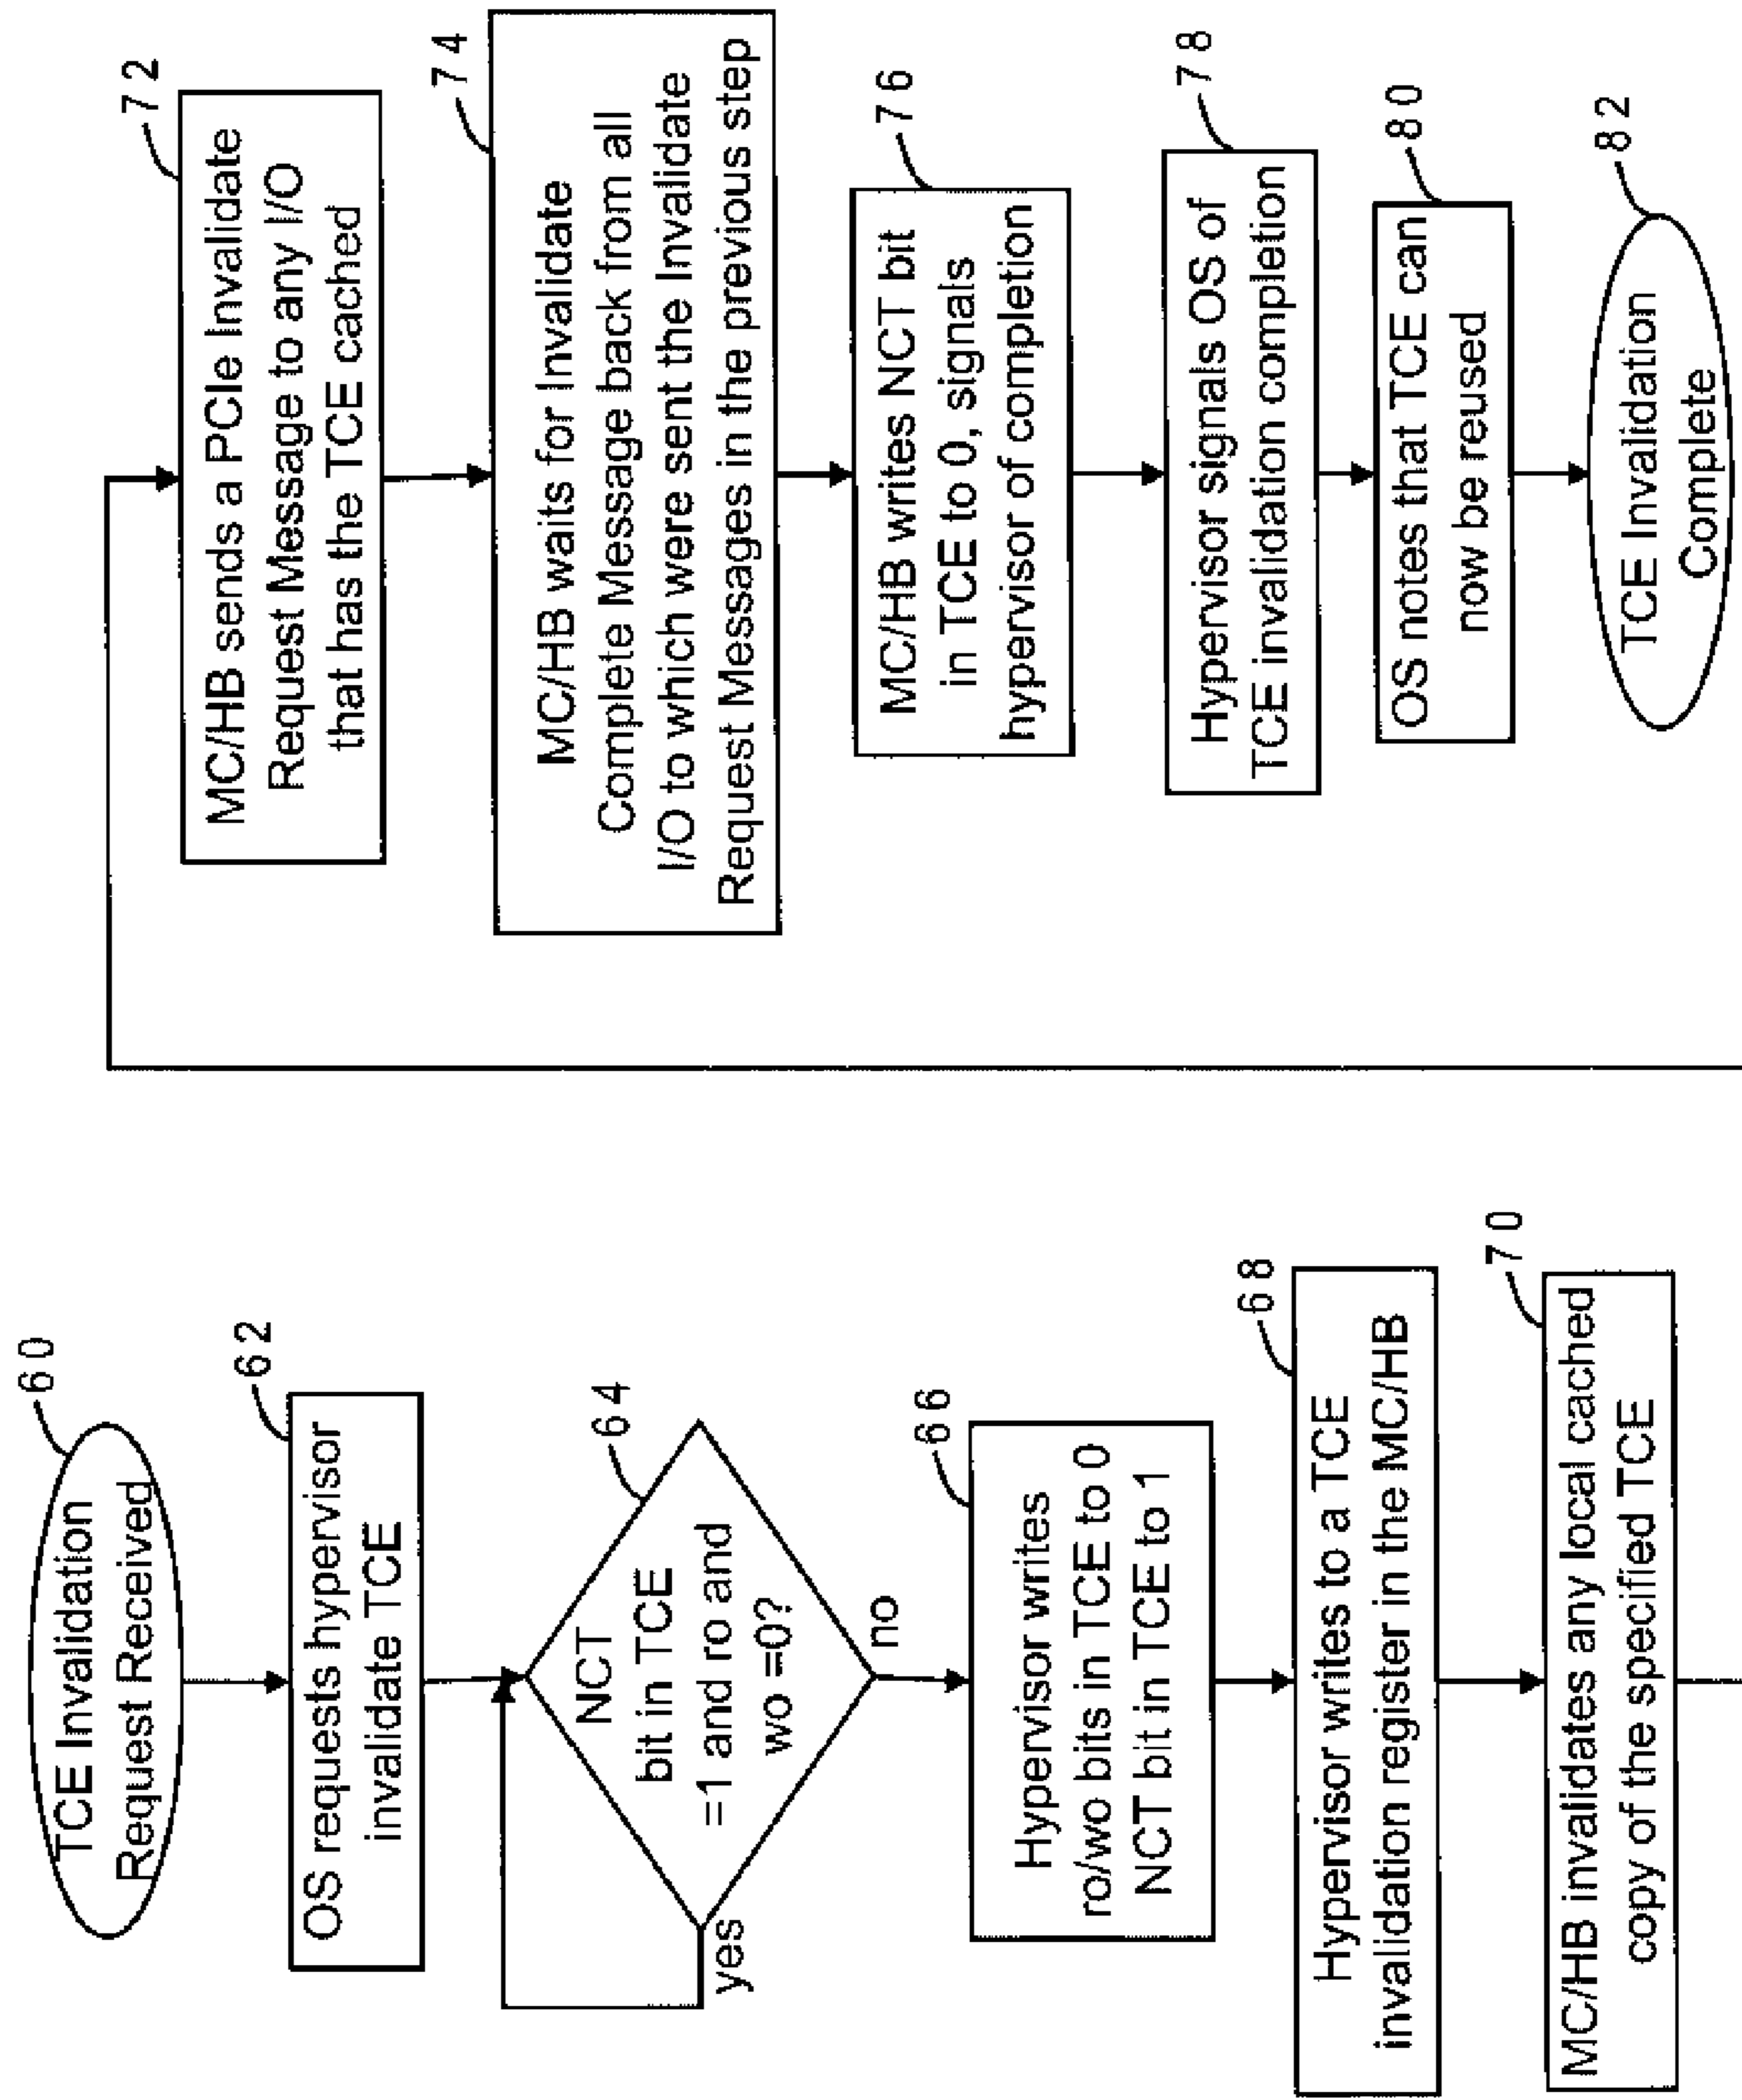 60
TCE Invalidation
Request Received
62
OS requests hypervisor
invalidate TCE
64
NCT
bit in TCE
=1 and ro and
wo =0?
yes
no
66
Hypervisor writes
ro/wo bits in TCE to 0
NCT bit in TCE to 1
68
Hypervisor writes to a TCE
invalidation register in the MC/HB
70
MC/HB invalidates any local cached
copy of the specified TCE
72
MC/HB sends a PCIe Invalidate
Request Message to any I/O
that has the TCE cached
74
MC/HB waits for Invalidate
Complete Message back from all
I/O to which were sent the Invalidate
Request Messages in the previous step
76
MC/HB writes NCT bit
in TCE to 0, signals
hypervisor of completion
78
Hypervisor signals OS of
TCE invalidation completion
80
OS notes that TCE can
now be reused
82
TCE Invalidation
Complete